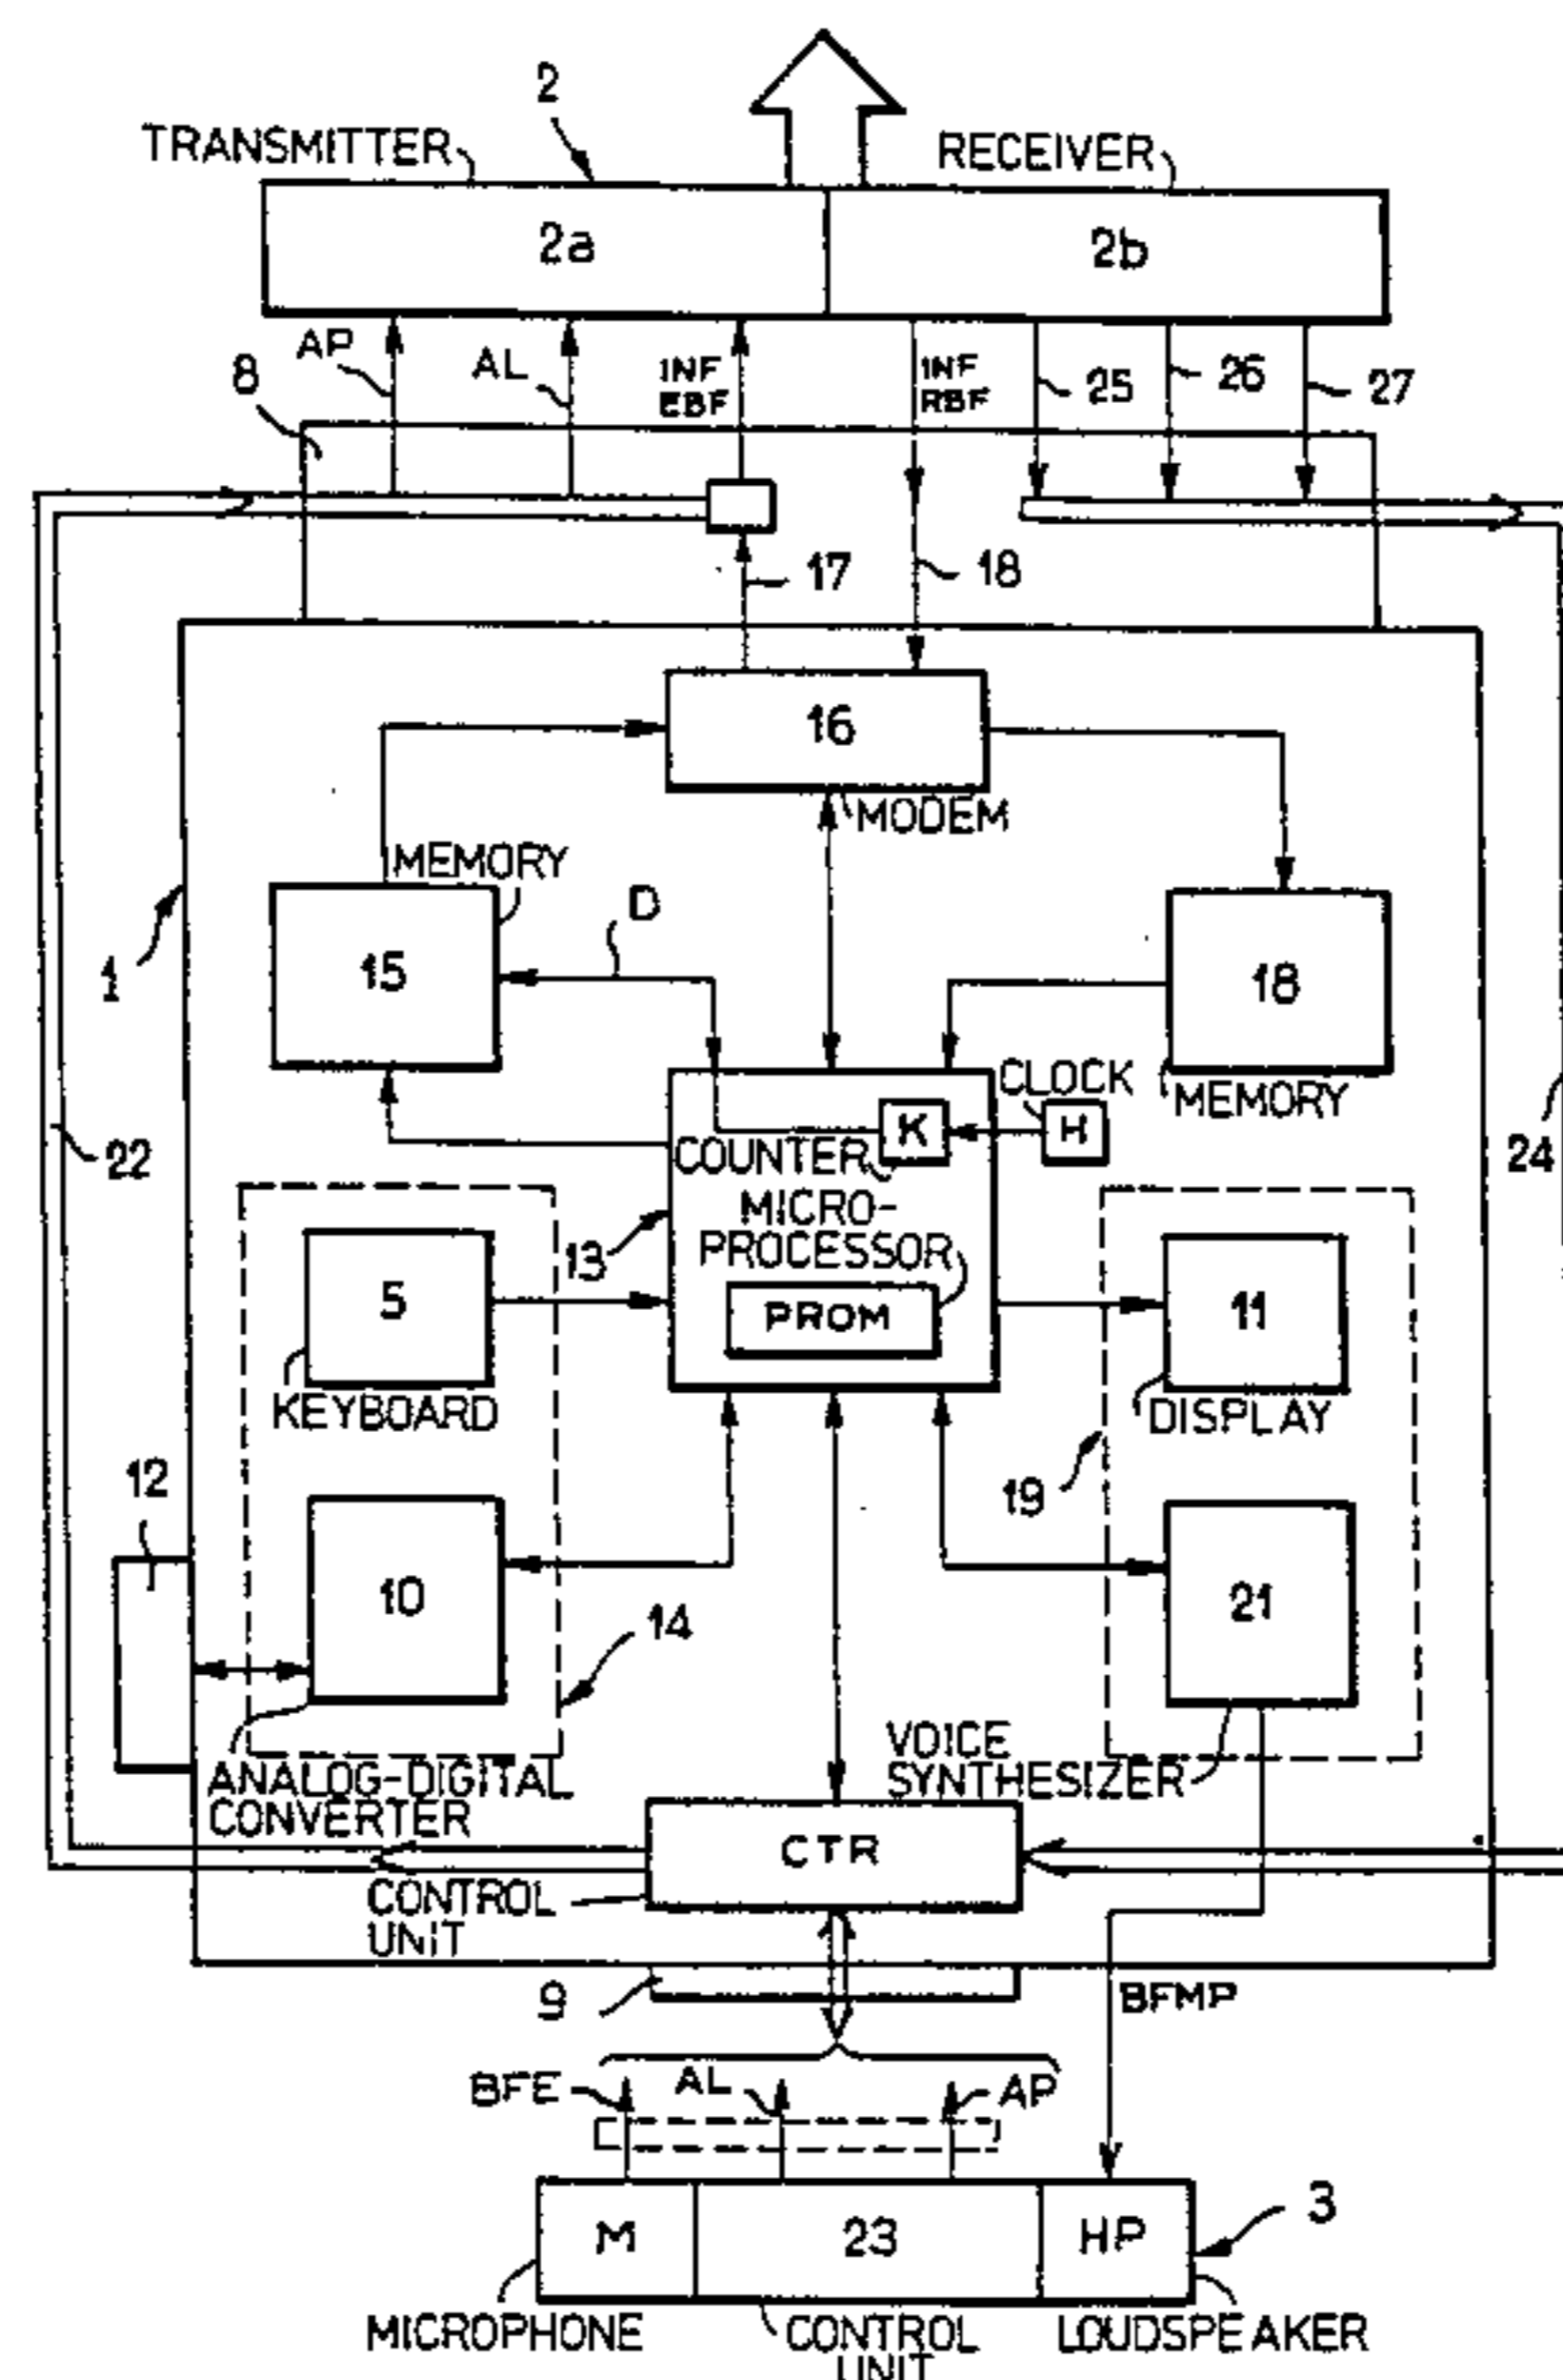 2
TRANSMITTER
RECEIVER
2a
2b
AP
AL
INF
EBF
INF
RBF
25
26
27
8
17
18
16
MODEM
MEMORY
D
1
15
18
CLOCK
MEMORY
K
H
COUNTER
22
24
MICRO-
PROCESSOR
13
5
PROM
11
KEYBOARD
DISPLAY
12
19
10
14
21
VOICE
SYNTHESIZER
ANALOG-DIGITAL
CONVERTER
CTR
CONTROL
UNIT
9
BFMP
BFE
AL
AP
3
M
23
HP
MICROPHONE
CONTROL
UNIT
LOUDSPEAKER